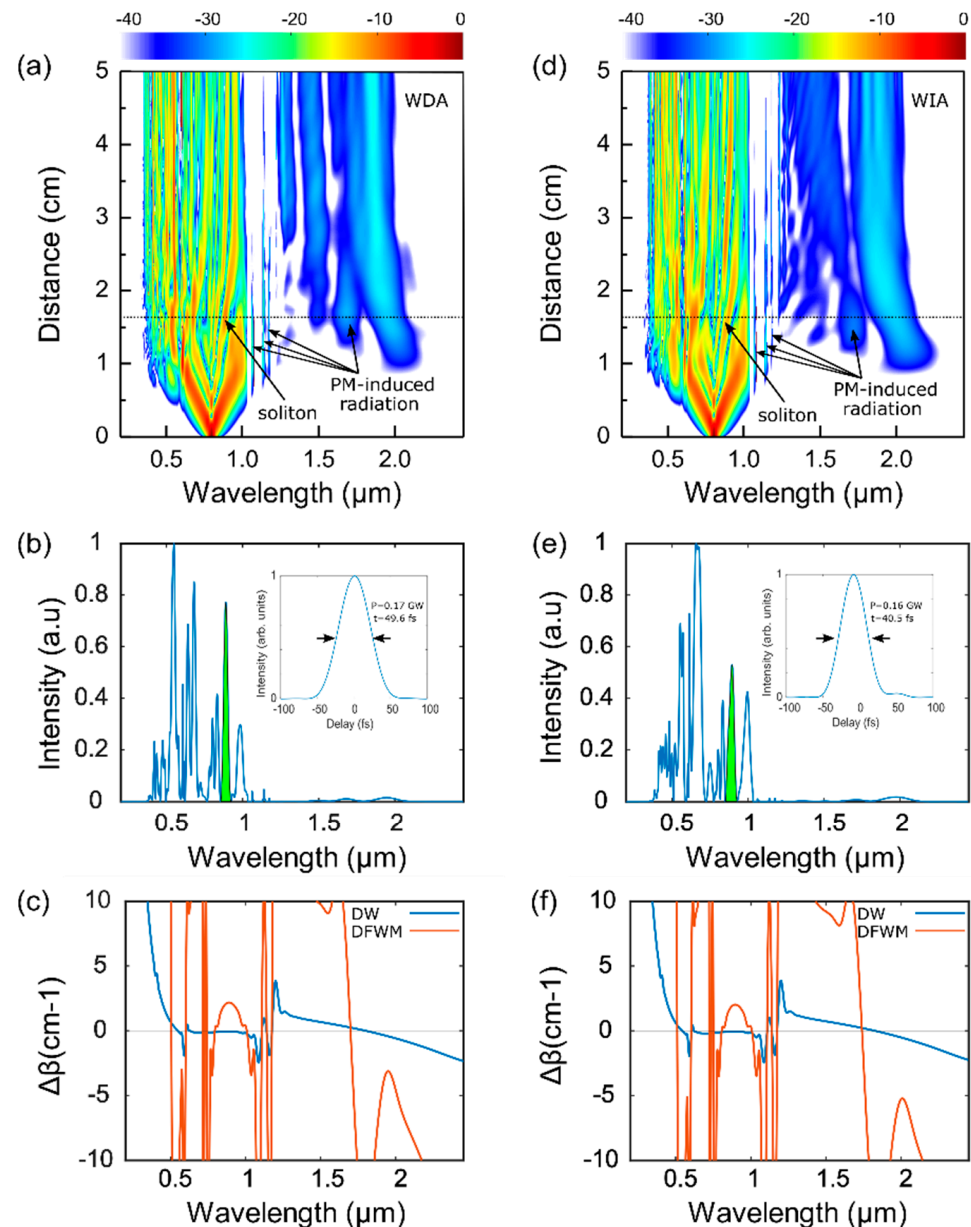 -40 -30 -20 -10 0
(a)
WDA
5
4
3
2
1
0
Distance (cm)
soliton
PM-induced
radiation
0.5 1.0 1.5 2.0
Wavelength (μm)
-40 -30 -20 -10 0
(d)
WIA
5
4
3
2
1
0
Distance (cm)
soliton
PM-induced
radiation
0.5 1.0 1.5 2.0
Wavelength (μm)
(b)
1
0.8
0.6
0.4
0.2
0
Intensity (a.u)
1
0
Intensity (arb. units)
P=0.17 GW
t=49.6 fs
-100 -50 0 50 100
Delay (fs)
0.5 1 1.5 2
Wavelength (μm)
(e)
1
0.8
0.6
0.4
0.2
0
Intensity (a.u)
1
0
Intensity (arb. units)
P=0.16 GW
t=40.5 fs
-100 -50 0 50 100
Delay (fs)
0.5 1 1.5 2
Wavelength (μm)
(c)
DW
DFWM
10
5
0
-5
-10
Δβ(cm-1)
0.5 1 1.5 2
Wavelength (μm)
(f)
DW
DFWM
10
5
0
-5
-10
Δβ(cm-1)
0.5 1 1.5 2
Wavelength (μm)